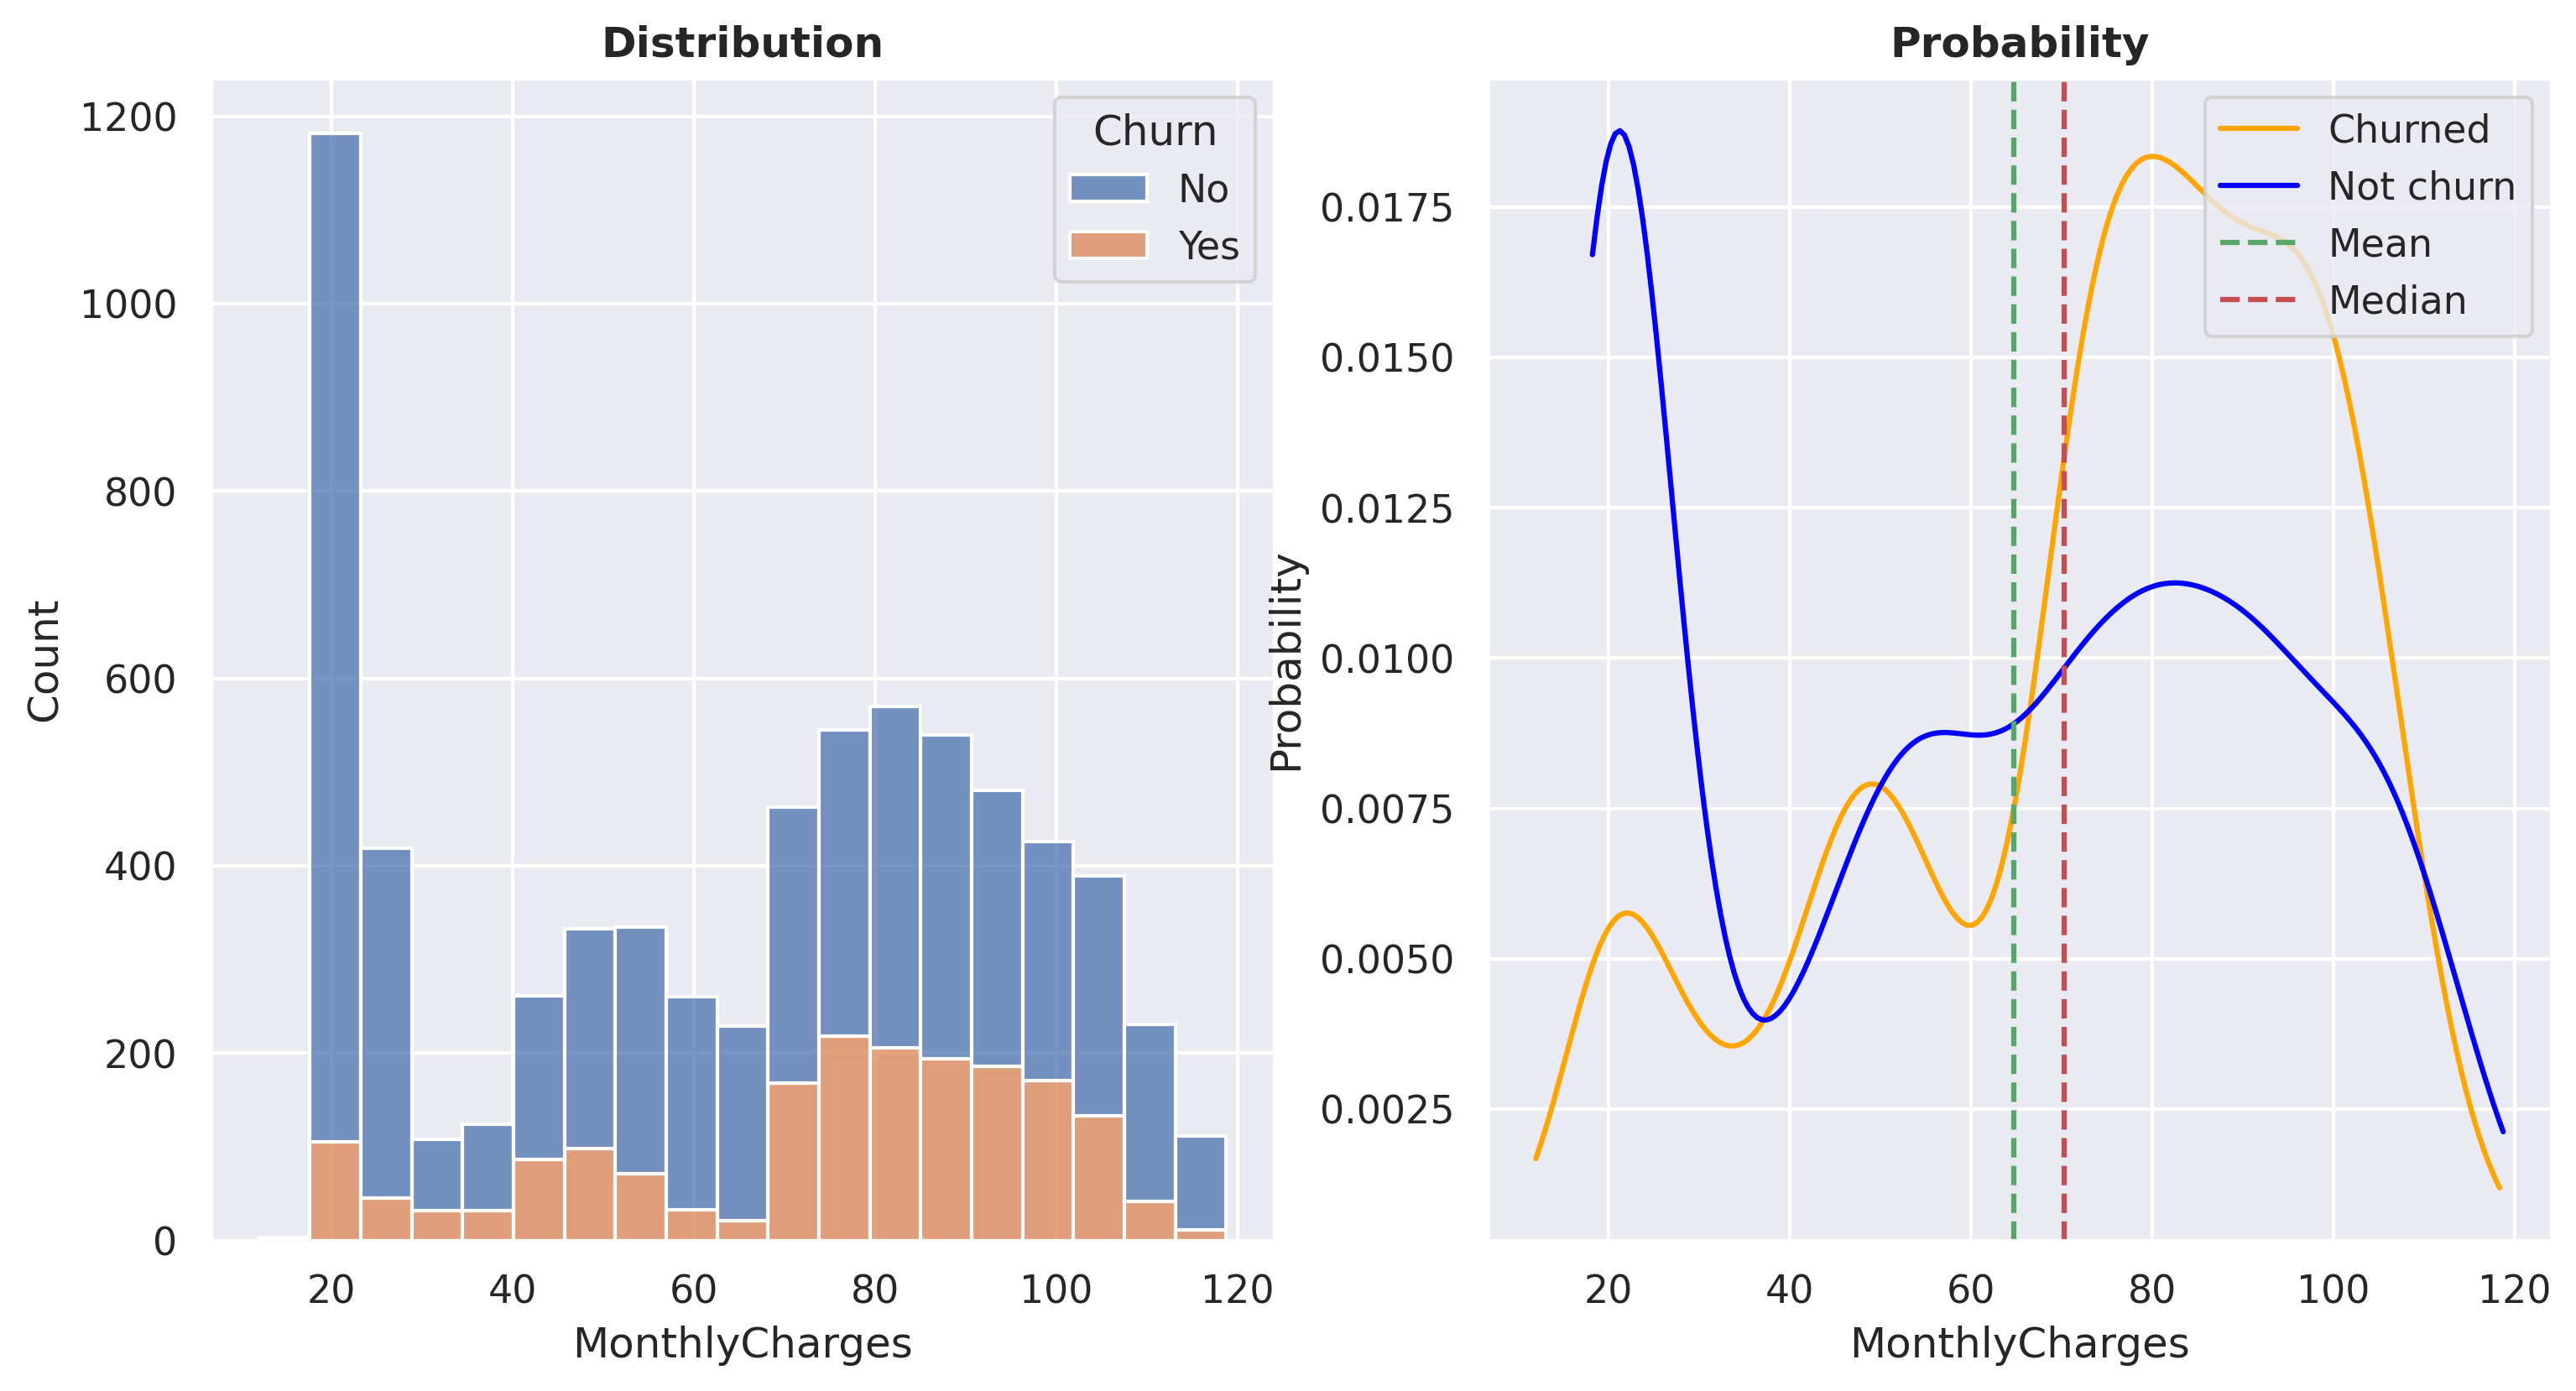 Distribution
1200
1000
800
600
400
200
0
Count
20 40 60 80 100 120
MonthlyCharges
Churn
No
Yes
Probability
0.0175
0.0150
0.0125
0.0100
0.0075
0.0050
0.0025
Probability
20 40 60 80 100 120
MonthlyCharges
Churned
Not churn
Mean
Median